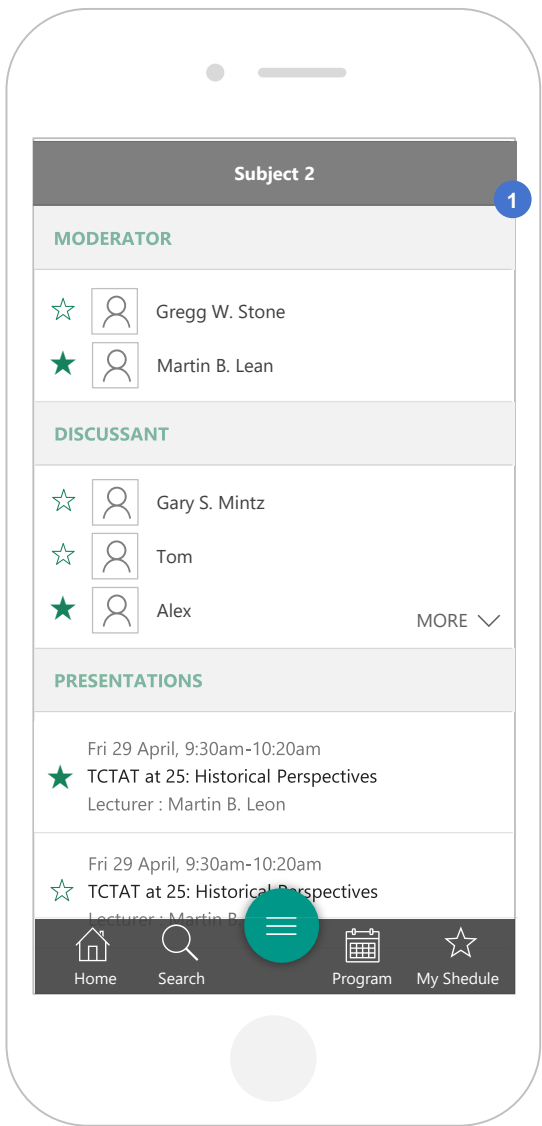 Subject 2
1
MODERATOR
Gregg W. Stone
Martin B. Lean
DISCUSSANT
Gary S. Mintz
Tom
Alex
MORE
PRESENTATIONS
Fri 29 April, 9:30am-10:20am
TCTAT at 25: Historical Perspectives
Lecturer : Martin B. Leon
Fri 29 April, 9:30am-10:20am
TCTAT at 25: Historical Perspectives
Lecturer : Martin B.
Home
Search
Program
My Shedule